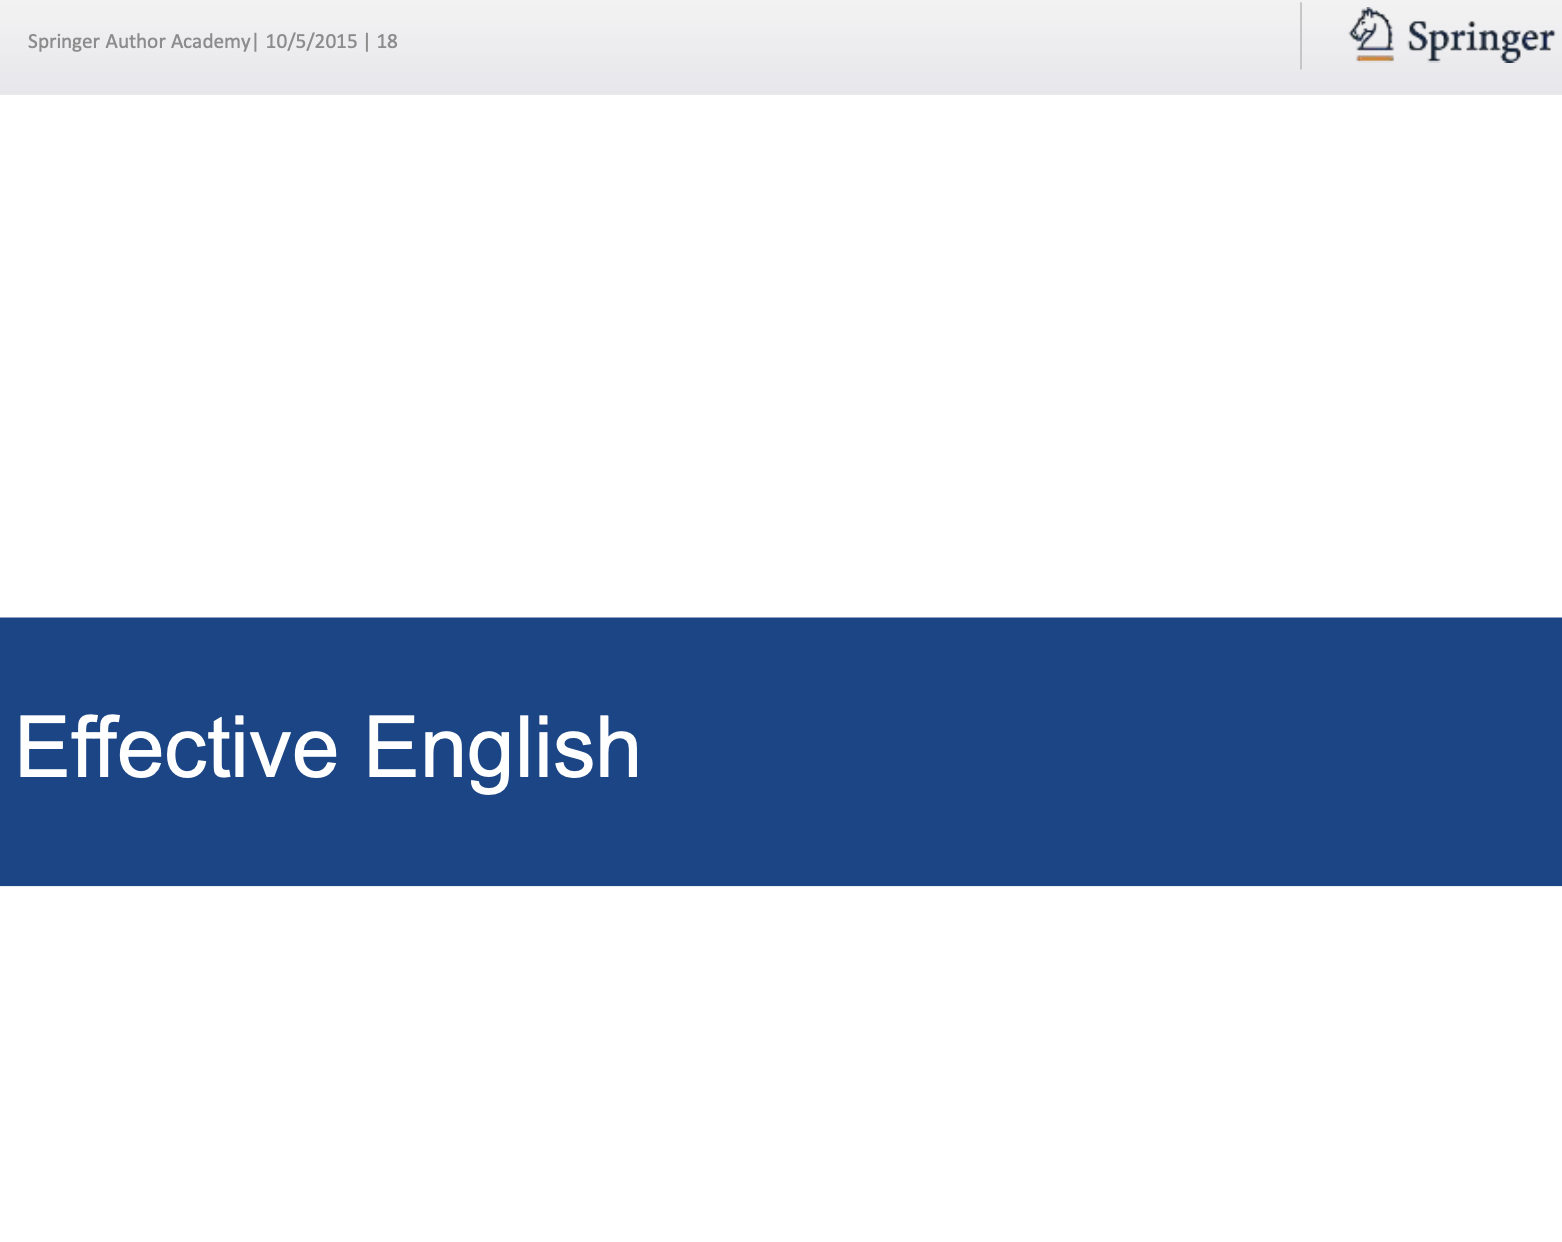 Springer Author Academy| 10/5/2015 | 18
Springer
Effective English